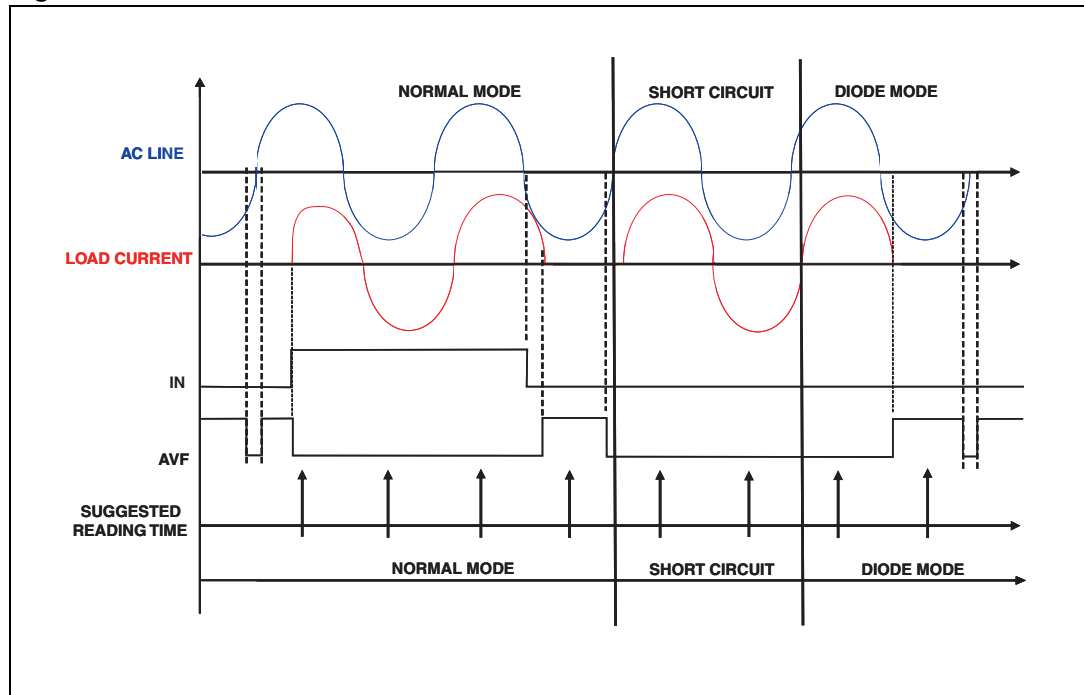 NORMAL MODE
SHORT CIRCUIT
DIODE MODE
AC LINE
LOAD CURRENT
IN
AVF
SUGGESTED
READING TIME
NORMAL MODE
SHORT CIRCUIT
DIODE MODE